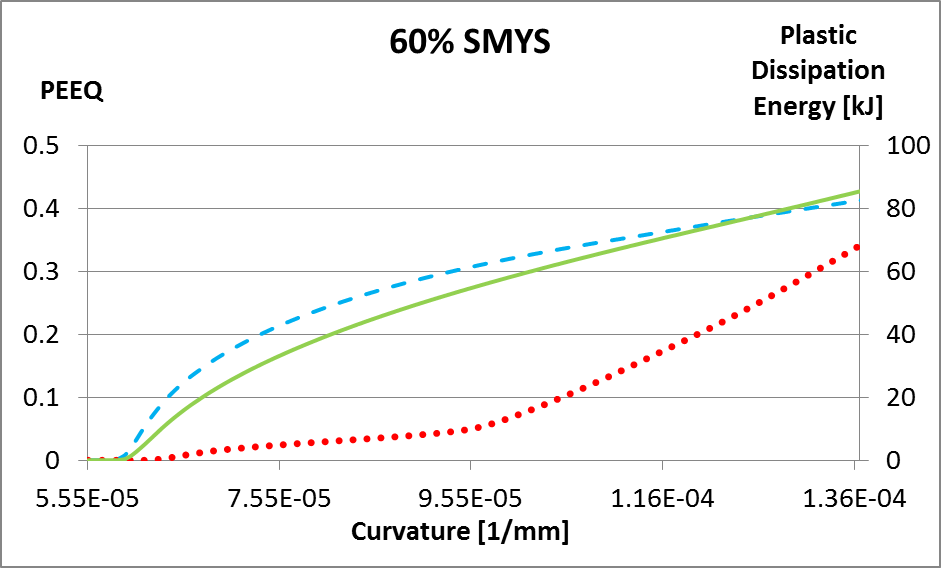 60% SMYS
Plastic
Dissipation
Energy [kJ]
PEEQ
0.5
100
0.4
80
0.3
60
0.2
40
0.1
20
0
0
5.55E-05
7.55E-05
9.55E-05
1.16E-04
1.36E-04
Curvature [1/mm]